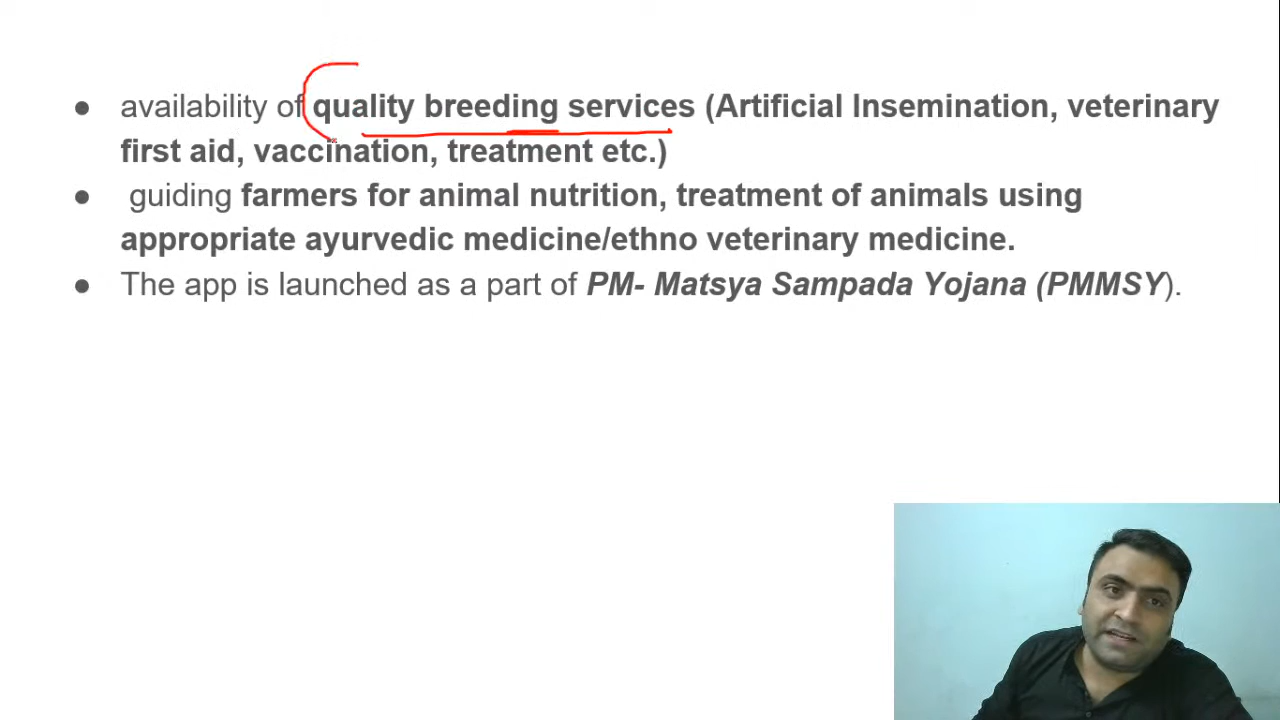 ● availability of quality breeding services (Artificial Insemination, veterinary
first aid, vaccination, treatment etc.)
● guiding farmers for animal nutrition, treatment of animals using
appropriate ayurvedic medicine/ethno veterinary medicine.
● The app is launched as a part of PM- Matsya Sampada Yojana (PMMSY).